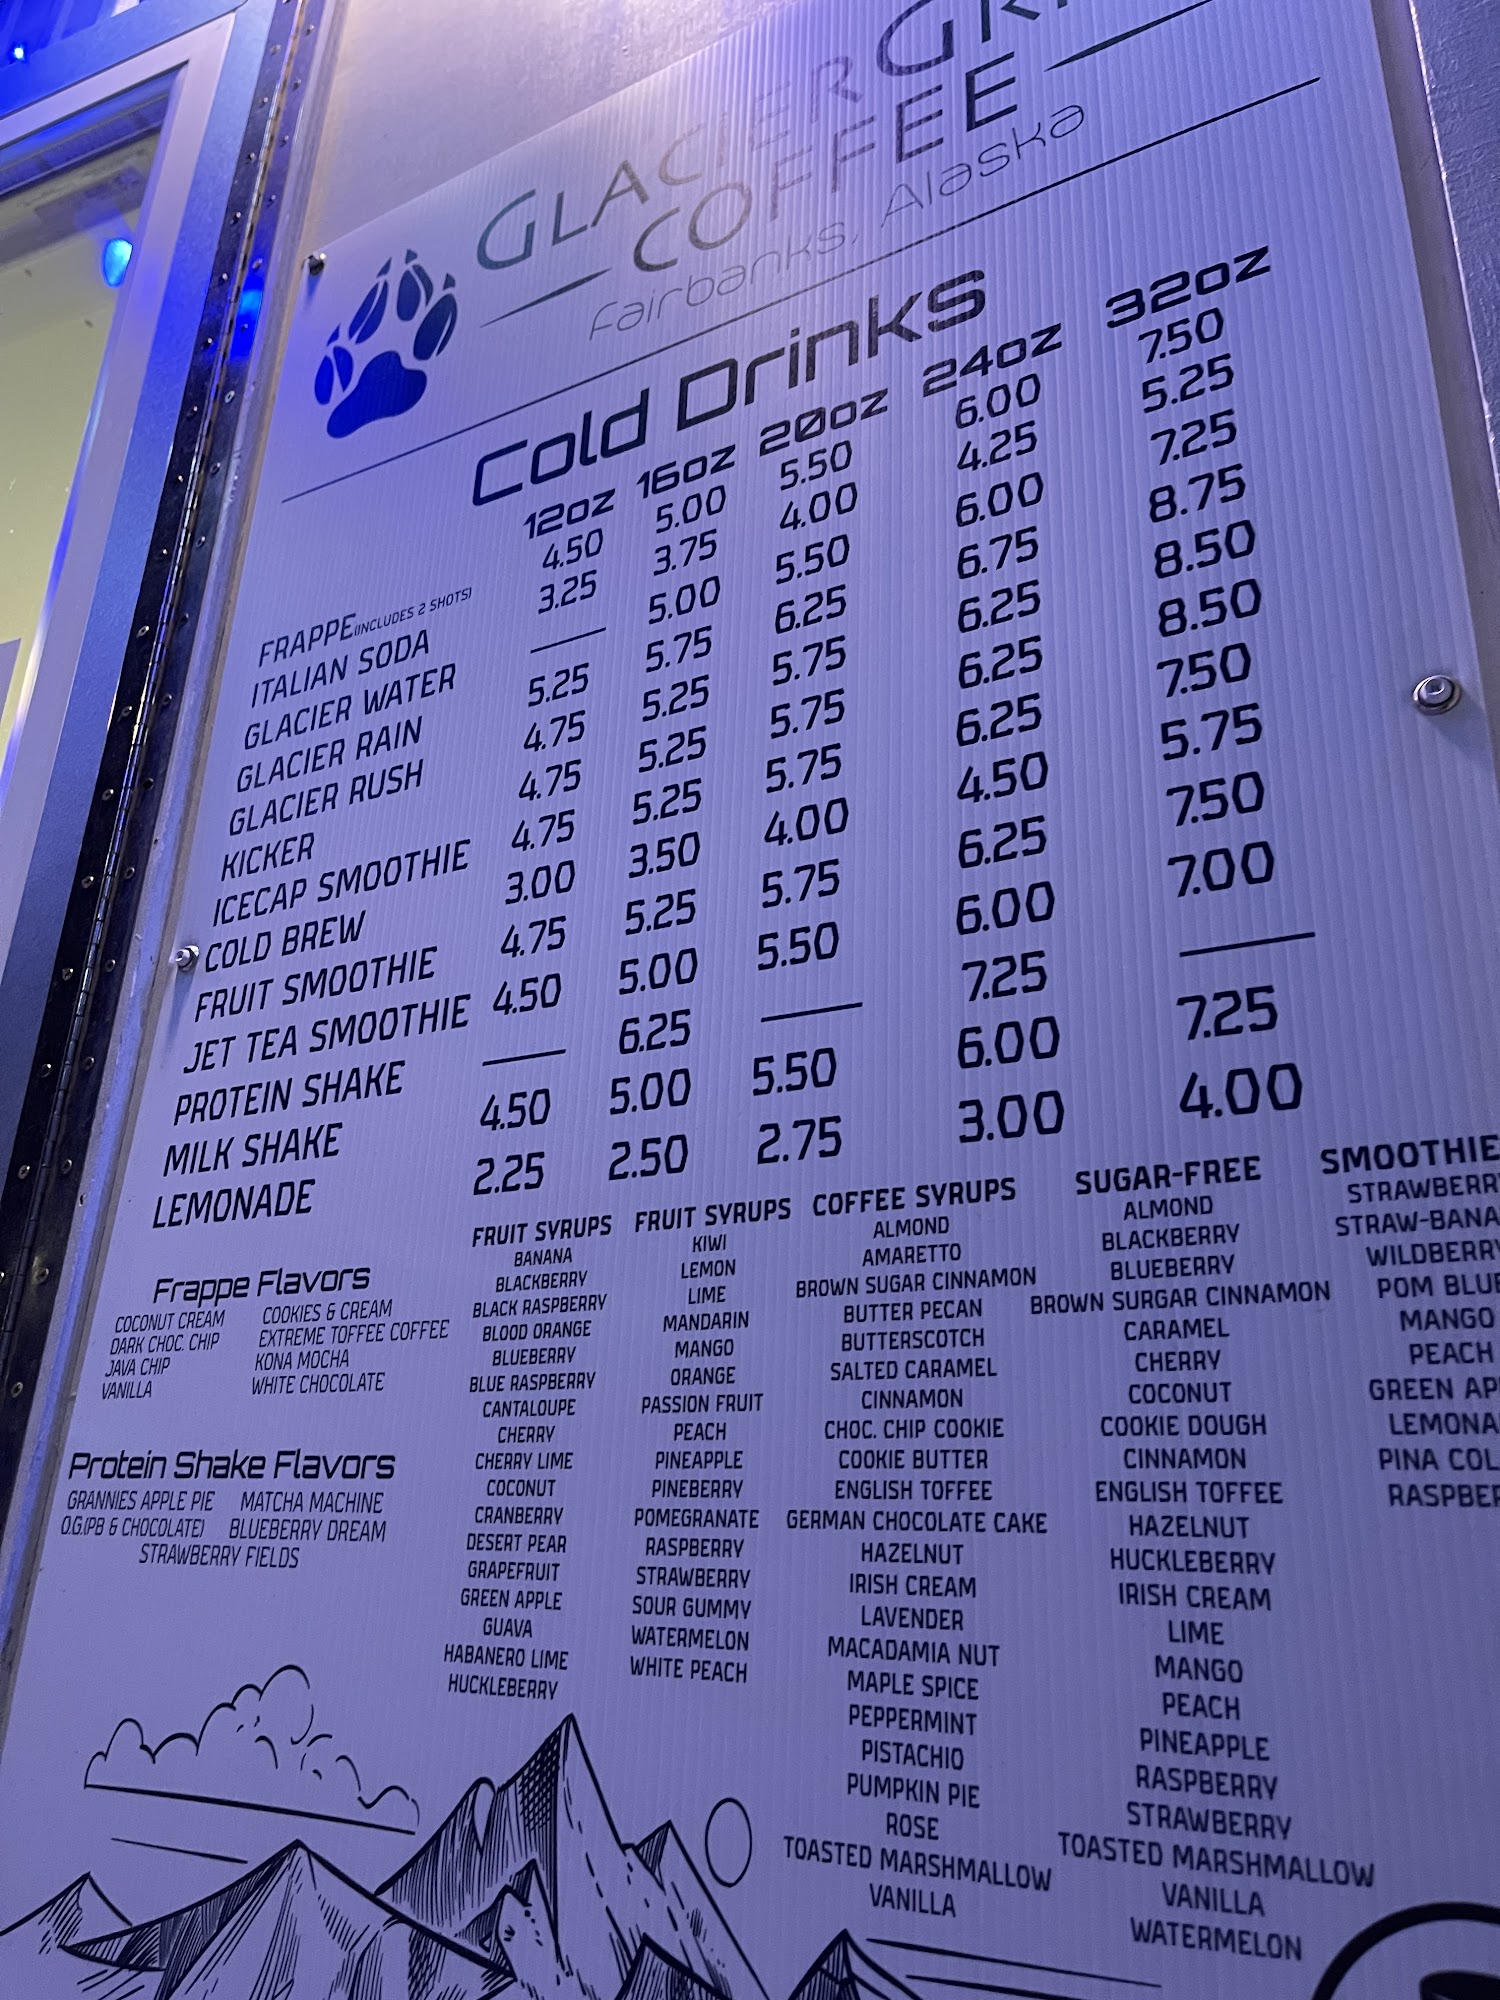 GLACIER
COFFEE
Fairbanks, Alaska
Cold Drinks
12oz 16oz 20oz 24oz 32oz
FRAPPE(INCLUDES 2 SHOTS) 4.50 5.00 5.50 6.00 7.50
ITALIAN SODA 3.25 3.75 4.00 4.25 5.25
GLACIER WATER — 5.00 5.50 6.00 7.25
GLACIER RAIN 5.25 5.75 6.25 6.75 8.75
GLACIER RUSH 4.75 5.25 5.75 6.25 8.50
KICKER 4.75 5.25 5.75 6.25 8.50
ICECAP SMOOTHIE 4.75 5.25 5.75 6.25 7.50
COLD BREW 3.00 3.50 4.00 4.50 5.75
FRUIT SMOOTHIE 4.75 5.25 5.75 6.25 7.50
JET TEA SMOOTHIE 4.50 5.00 5.50 6.00 7.00
PROTEIN SHAKE — 6.25 — 7.25 —
MILK SHAKE 4.50 5.00 5.50 6.00 7.25
LEMONADE 2.25 2.50 2.75 3.00 4.00
Frappe Flavors
COCONUT CREAM COOKIES & CREAM
DARK CHOC. CHIP EXTREME TOFFEE COFFEE
JAVA CHIP KONA MOCHA
VANILLA WHITE CHOCOLATE
Protein Shake Flavors
GRANNIES APPLE PIE MATCHA MACHINE
O.G.(PB & CHOCOLATE) BLUEBERRY DREAM
STRAWBERRY FIELDS
FRUIT SYRUPS
BANANA
BLACKBERRY
BLACK RASPBERRY
BLOOD ORANGE
BLUEBERRY
BLUE RASPBERRY
CANTALOUPE
CHERRY
CHERRY LIME
COCONUT
CRANBERRY
DESERT PEAR
GRAPEFRUIT
GREEN APPLE
GUAVA
HABANERO LIME
HUCKLEBERRY
FRUIT SYRUPS
KIWI
LEMON
LIME
MANDARIN
MANGO
ORANGE
PASSION FRUIT
PEACH
PINEAPPLE
PINEBERRY
POMEGRANATE
RASPBERRY
STRAWBERRY
SOUR GUMMY
WATERMELON
WHITE PEACH
COFFEE SYRUPS
ALMOND
AMARETTO
BROWN SUGAR CINNAMON
BUTTER PECAN
BUTTERSCOTCH
SALTED CARAMEL
CINNAMON
CHOC. CHIP COOKIE
COOKIE BUTTER
ENGLISH TOFFEE
GERMAN CHOCOLATE CAKE
HAZELNUT
IRISH CREAM
LAVENDER
MACADAMIA NUT
MAPLE SPICE
PEPPERMINT
PISTACHIO
PUMPKIN PIE
ROSE
TOASTED MARSHMALLOW
VANILLA
SUGAR-FREE
ALMOND
BLACKBERRY
BLUEBERRY
BROWN SURGAR CINNAMON
CARAMEL
CHERRY
COCONUT
COOKIE DOUGH
CINNAMON
ENGLISH TOFFEE
HAZELNUT
HUCKLEBERRY
IRISH CREAM
LIME
MANGO
PEACH
PINEAPPLE
RASPBERRY
STRAWBERRY
TOASTED MARSHMALLOW
VANILLA
WATERMELON
SMOOTHIE
STRAWBERR
STRAW-BANA
WILDBERRY
POM BLUE
MANGO
PEACH
GREEN AP
LEMONA
PINA COL
RASPBER